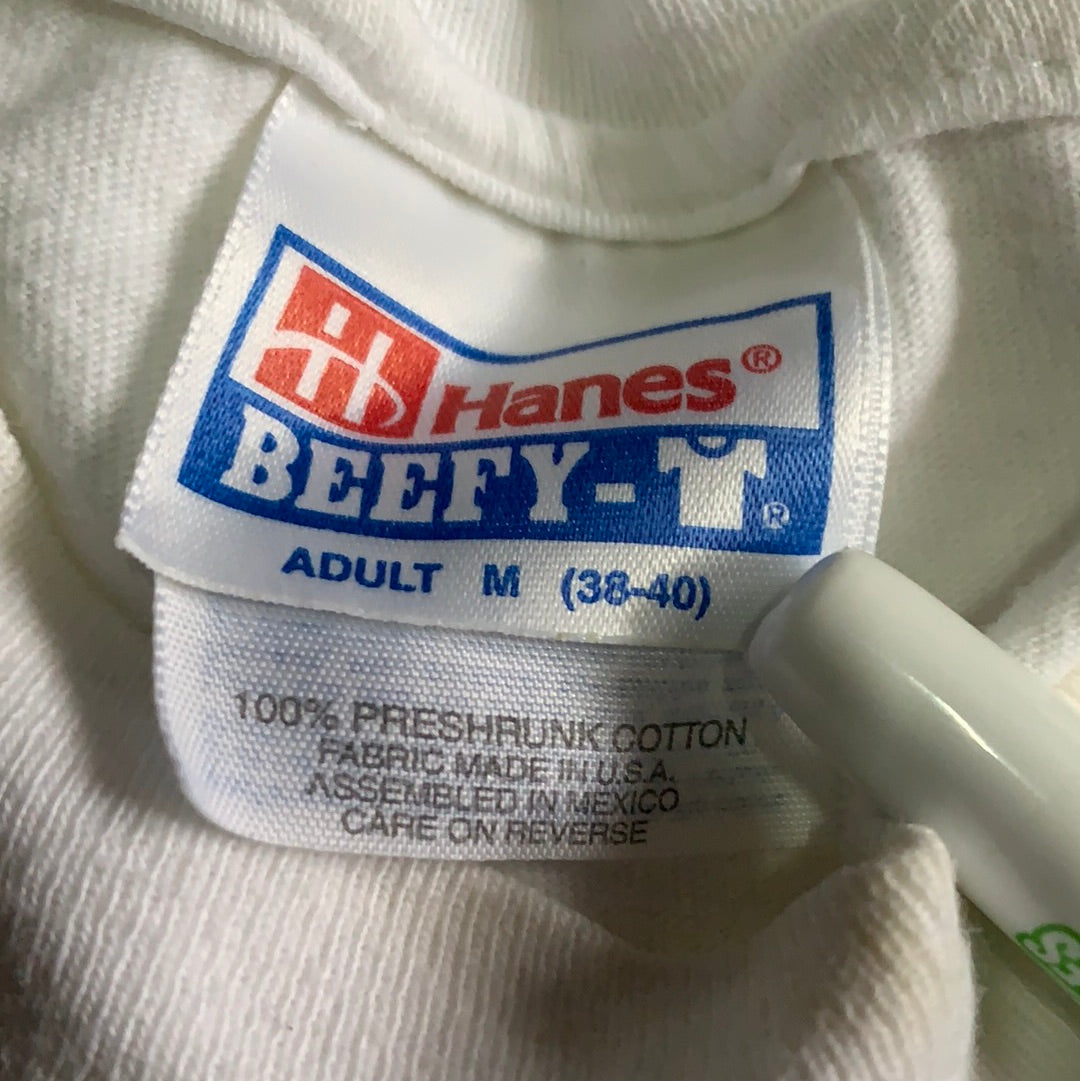 H Hanes®
BEEFY-T®
ADULT M (38-40)
100% PRESHRUNK COTTON
FABRIC MADE IN U.S.A.
ASSEMBLED IN MEXICO
CARE ON REVERSE